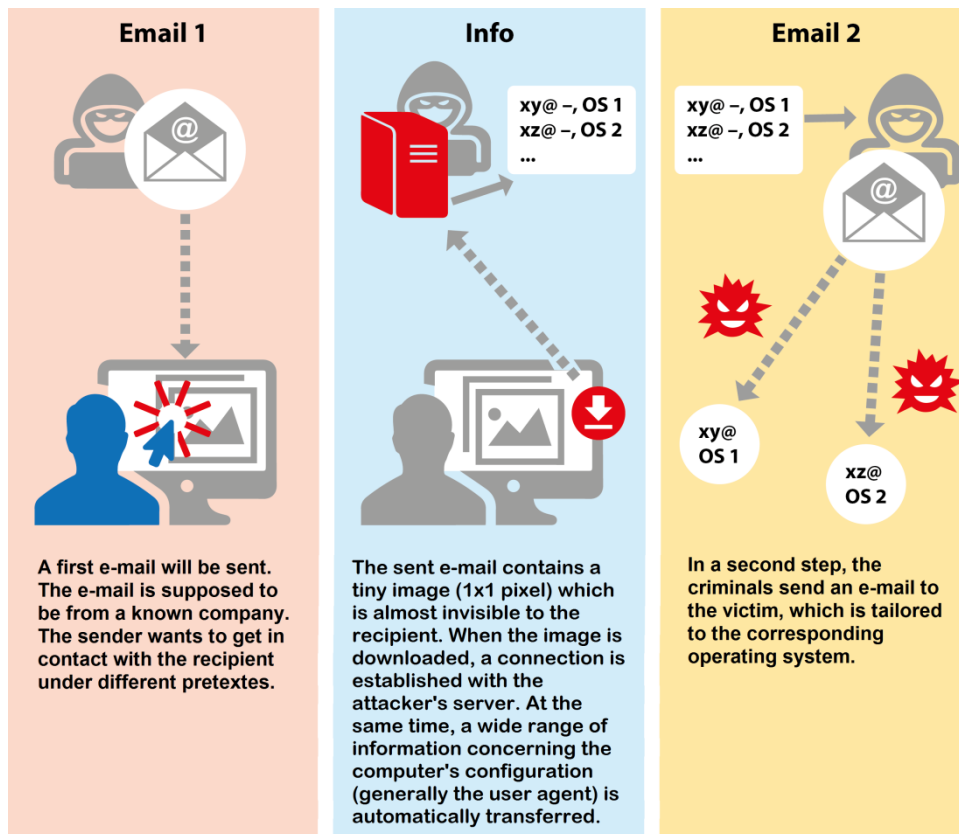 Email 1
@
A first e-mail will be sent.
The e-mail is supposed to
be from a known company.
The sender wants to get in
contact with the recipient
under different pretextes.
Info
xy@ –, OS 1
xz@ –, OS 2
...
The sent e-mail contains a
tiny image (1x1 pixel) which
is almost invisible to the
recipient. When the image is
downloaded, a connection is
established with the
attacker's server. At the
same time, a wide range of
information concerning the
computer's configuration
(generally the user agent) is
automatically transferred.
Email 2
xy@ –, OS 1
xz@ –, OS 2
...
@
xy@
OS 1
xz@
OS 2
In a second step, the
criminals send an e-mail to
the victim, which is tailored
to the corresponding
operating system.